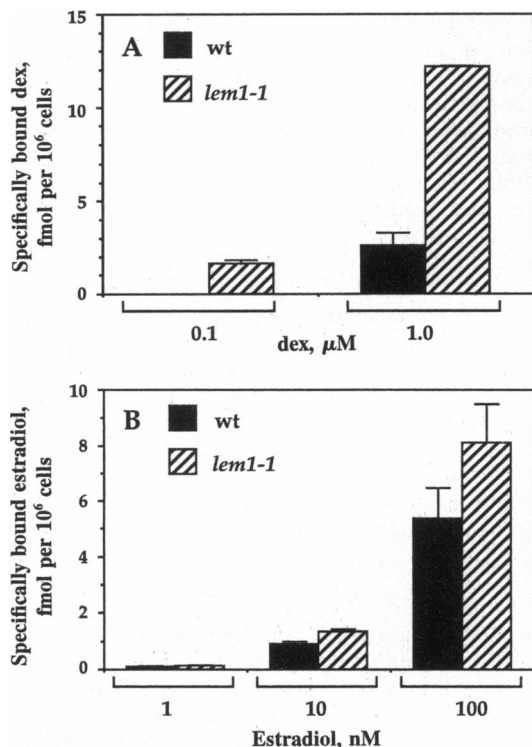 A
wt
lem1-1
Specifically bound dex,
fmol per 10⁶ cells
15
10
5
0
0.1
1.0
dex, μM
B
wt
lem1-1
Specifically bound estradiol,
fmol per 10⁶ cells
10
8
6
4
2
0
1
10
100
Estradiol, nM